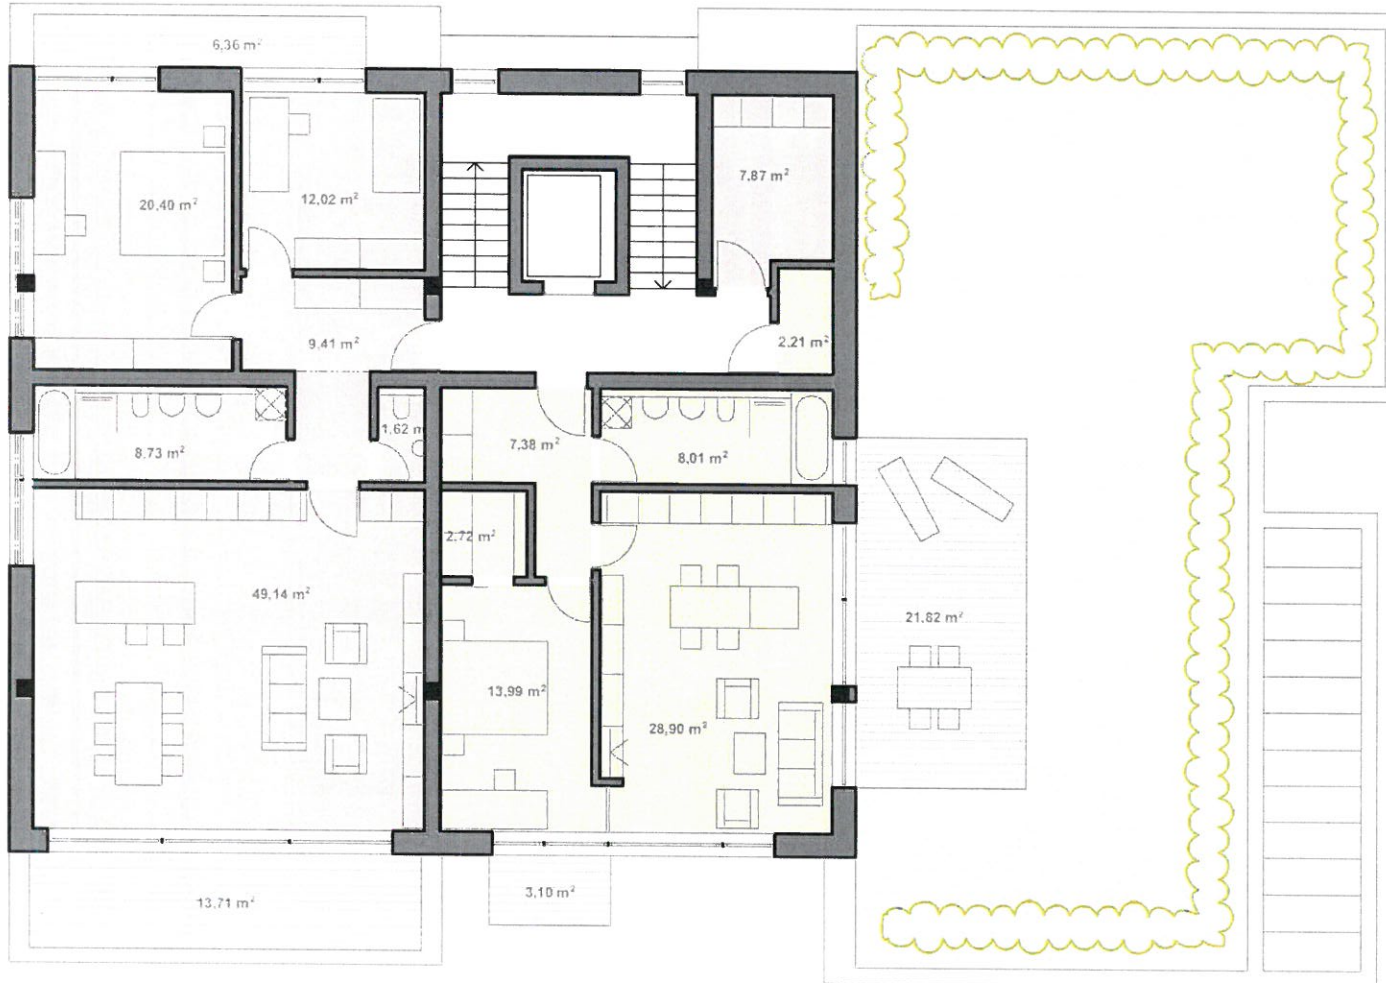 6,36 m²
7,87 m²
20,40 m²
12,02 m²
9,41 m²
2,21 m²
1,62 m
8,73 m²
7,38 m²
8,01 m²
2,72 m²
49,14 m²
21,82 m²
13,99 m²
28,90 m²
3,10 m²
13,71 m²